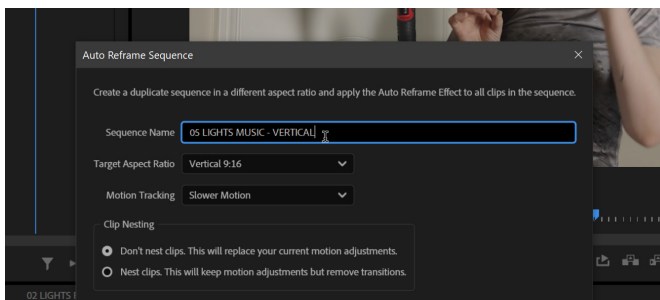 Auto Reframe Sequence
Create a duplicate sequence in a different aspect ratio and apply the Auto Reframe Effect to all clips in the sequence.
Sequence Name 05 LIGHTS MUSIC - VERTICAL
Target Aspect Ratio Vertical 9:16
Motion Tracking Slower Motion
Clip Nesting
Don't nest clips. This will replace your current motion adjustments.
Nest clips. This will keep motion adjustments but remove transitions.
02 LIGHTS